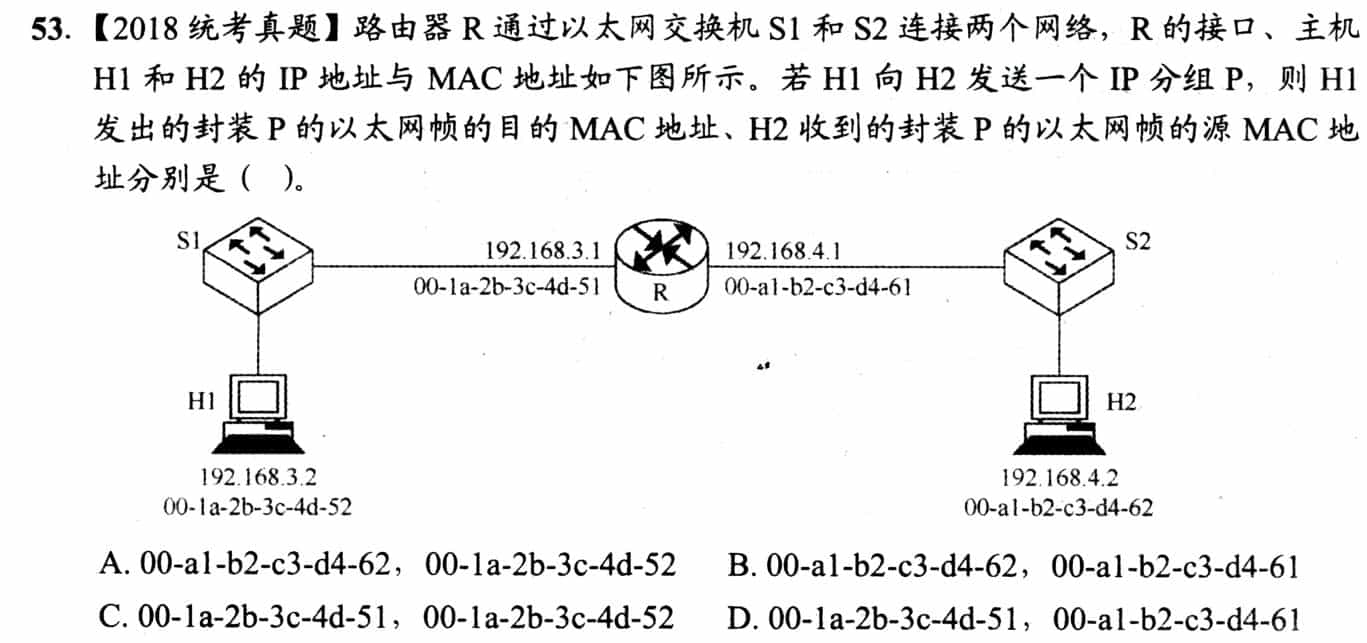 53.【2018 统考真题】路由器 R 通过以太网交换机 S1 和 S2 连接两个网络，R 的接口、主机
H1 和 H2 的 IP 地址与 MAC 地址如下图所示。若 H1 向 H2 发送一个 IP 分组 P，则 H1
发出的封装 P 的以太网帧的目的 MAC 地址、H2 收到的封装 P 的以太网帧的源 MAC 地
址分别是（ ）。
S1
192.168.3.1
192.168.4.1
S2
00-1a-2b-3c-4d-51
R
00-a1-b2-c3-d4-61
H1
H2
192.168.3.2
192.168.4.2
00-1a-2b-3c-4d-52
00-a1-b2-c3-d4-62
A. 00-a1-b2-c3-d4-62，00-1a-2b-3c-4d-52 B. 00-a1-b2-c3-d4-62，00-a1-b2-c3-d4-61
C. 00-1a-2b-3c-4d-51，00-1a-2b-3c-4d-52 D. 00-1a-2b-3c-4d-51，00-a1-b2-c3-d4-61